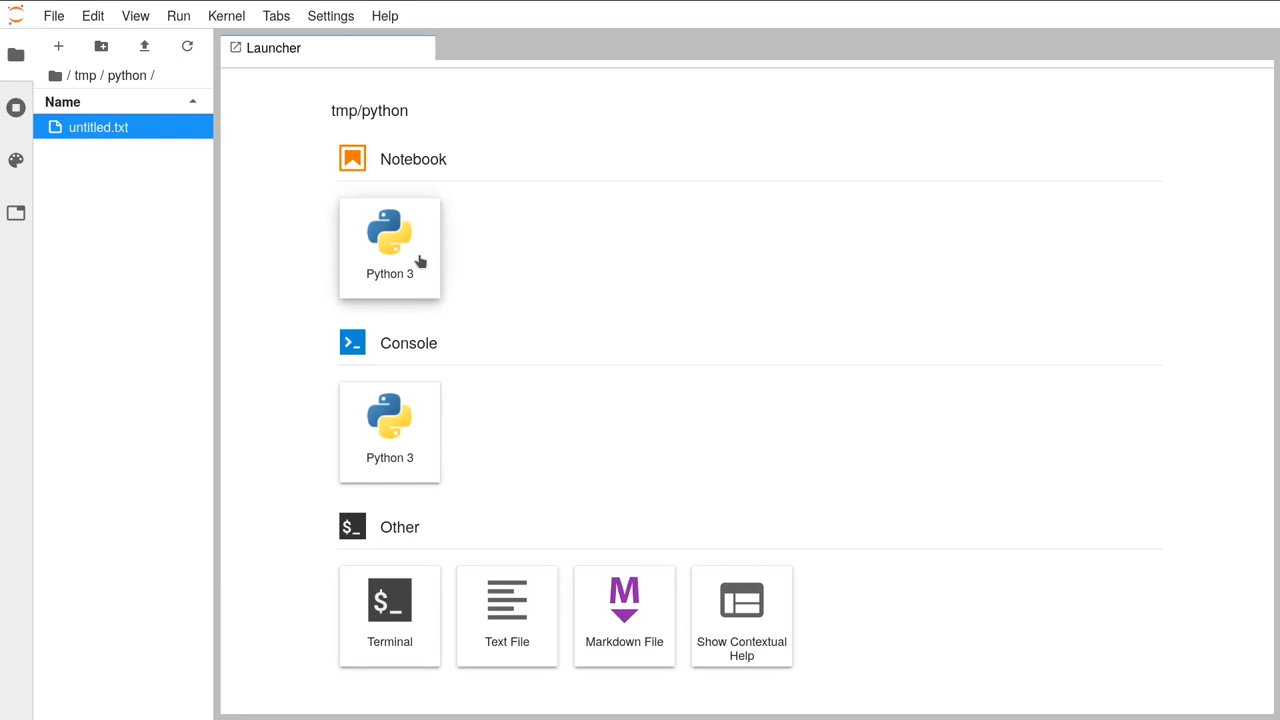 File Edit View Run Kernel Tabs Settings Help
/ tmp / python /
Name
untitled.txt
Launcher
tmp/python
Notebook
Python 3
Console
Python 3
$_ Other
$_
Terminal
Text File
M
Markdown File
Show Contextual
Help